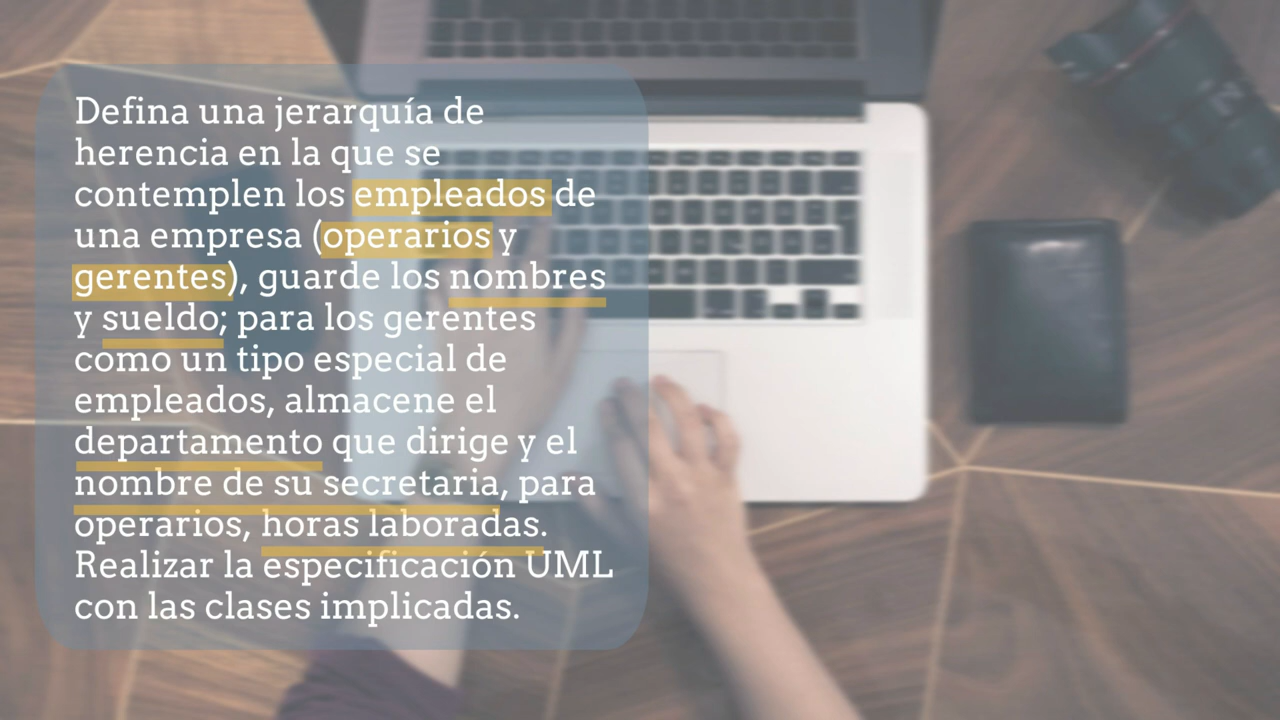 Defina una jerarquía de
herencia en la que se
contemplen los empleados de
una empresa (operarios y
gerentes), guarde los nombres
y sueldo; para los gerentes
como un tipo especial de
empleados, almacene el
departamento que dirige y el
nombre de su secretaria, para
operarios, horas laboradas.
Realizar la especificación UML
con las clases implicadas.